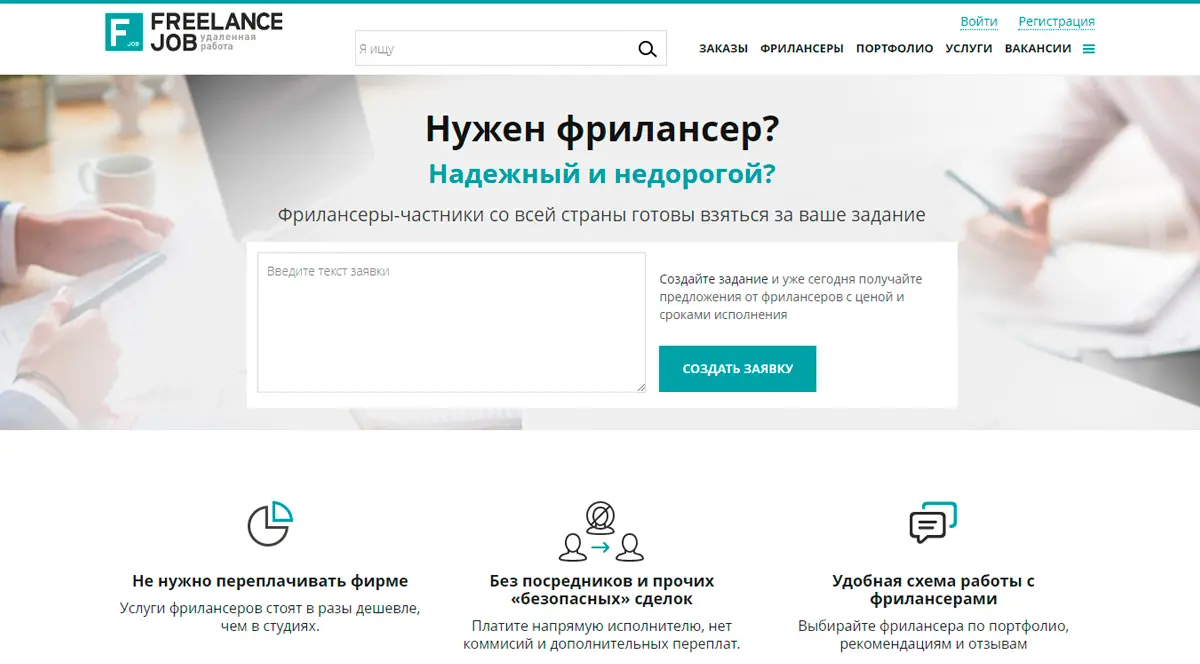 F JOB
FREELANCE
JOB удаленная
работа
Я ищу
Войти Регистрация
ЗАКАЗЫ ФРИЛАНСЕРЫ ПОРТФОЛИО УСЛУГИ ВАКАНСИИ
Нужен фрилансер?
Надежный и недорогой?
Фрилансеры-частники со всей страны готовы взяться за ваше задание
Введите текст заявки
Создайте задание и уже сегодня получайте
предложения от фрилансеров с ценой и
сроками исполнения
СОЗДАТЬ ЗАЯВКУ
Не нужно переплачивать фирме
Услуги фрилансеров стоят в разы дешевле,
чем в студиях.
Без посредников и прочих
«безопасных» сделок
Платите напрямую исполнителю, нет
коммисий и дополнительных переплат.
Удобная схема работы с
фрилансерами
Выбирайте фрилансера по портфолио,
рекомендациям и отзывам